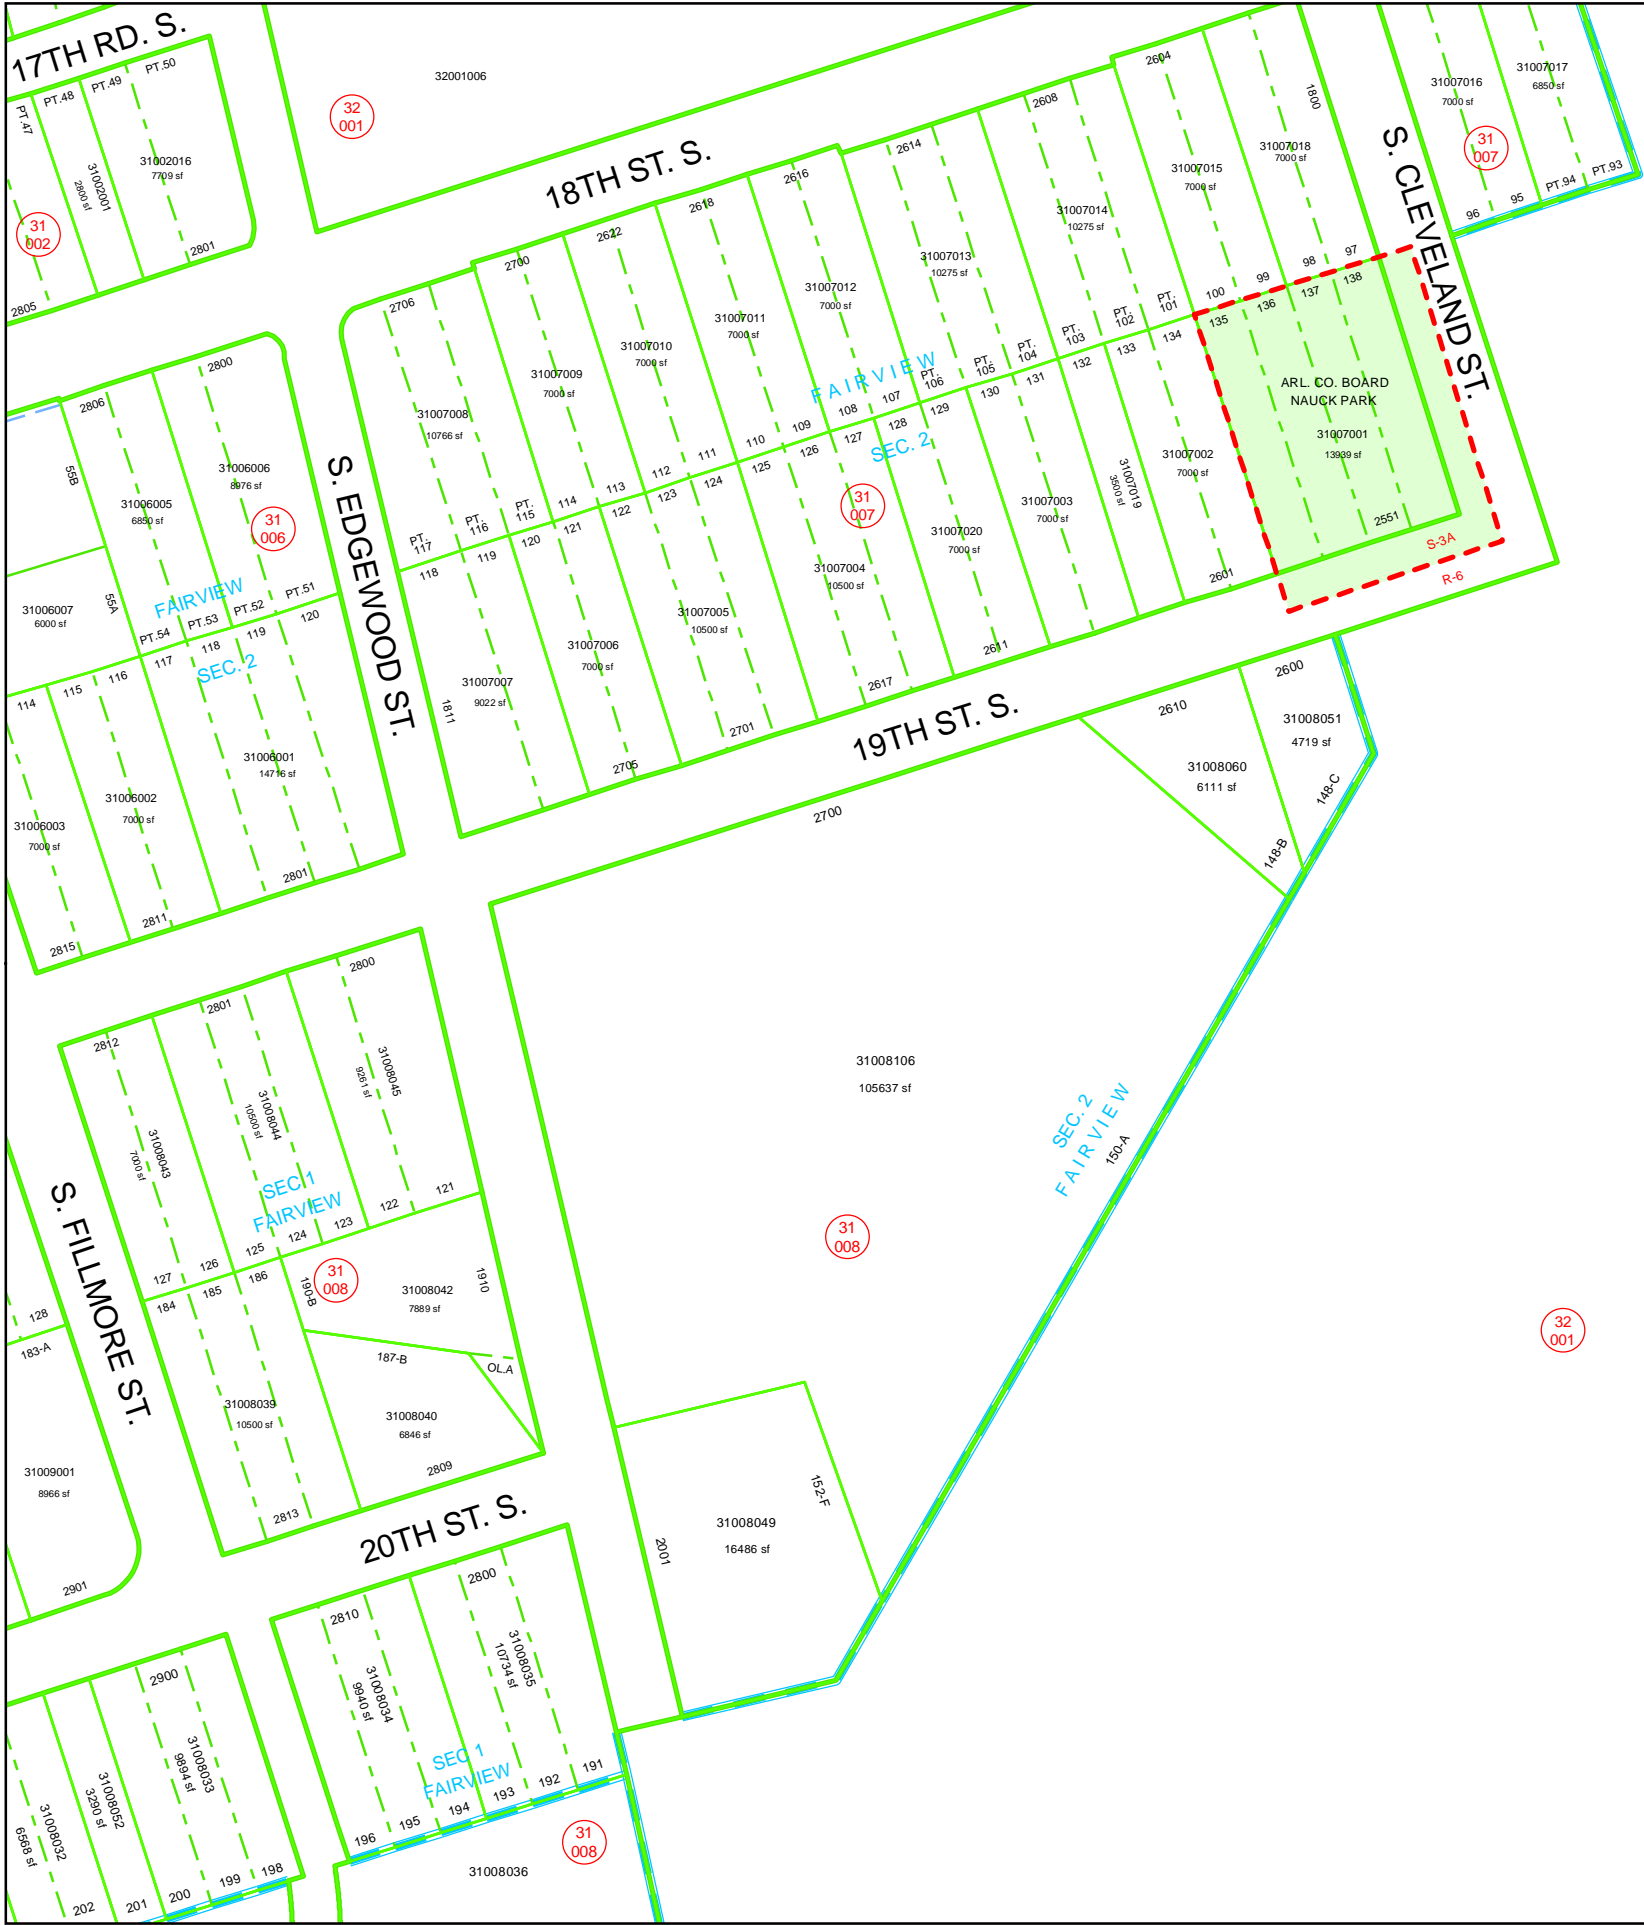 17TH RD. S.
PT.47
PT.48
PT.49
PT.50
31002001
2800 sf
31002016
7709 sf
31
002
2801
2805
32
001
32001006
18TH ST. S.
2604
2608
2614
2616
2618
2622
2700
2706
1800
S. CLEVELAND ST.
31007016
7000 sf
31007017
6850 sf
31
007
96
95
PT.94
PT.93
31007018
7000 sf
31007015
7000 sf
31007014
10275 sf
31007013
10275 sf
31007012
7000 sf
31007011
7000 sf
31007010
7000 sf
31007009
7000 sf
31007008
10766 sf
97
98
99
100
PT.
101
PT.
102
PT.
103
PT.
104
PT.
105
PT.
106
107
108
109
110
111
112
113
114
PT.
115
PT.
116
PT.
117
FAIRVIEW
SEC. 2
138
137
136
135
134
133
132
131
130
129
128
127
126
125
124
123
122
121
120
119
118
ARL. CO. BOARD
NAUCK PARK
31007001
13939 sf
2551
S-3A
R-6
31007002
7000 sf
31007019
3500 sf
31007003
7000 sf
31007020
7000 sf
31
007
31007004
10500 sf
31007005
10500 sf
31007006
7000 sf
31007007
9022 sf
1811
2601
2611
2617
2701
2705
2800
2806
55B
55A
31006005
6850 sf
31006006
8976 sf
31
006
31006007
6000 sf
FAIRVIEW
SEC. 2
PT.54
PT.53
PT.52
PT.51
114
115
116
117
118
119
120
31006001
14716 sf
31006002
7000 sf
31006003
7000 sf
2801
2811
2815
S. EDGEWOOD ST.
19TH ST. S.
2600
2610
2700
31008051
4719 sf
31008060
6111 sf
148-C
148-B
31008106
105637 sf
SEC. 2
FAIRVIEW
150-A
31
008
32
001
2812
2801
2800
31008043
7000 sf
31008044
10500 sf
31008045
9261 sf
SEC.1
FAIRVIEW
127
126
125
124
123
122
121
184
185
186
190-B
31
008
31008042
7889 sf
1910
187-B
OL.A
31008039
10500 sf
31008040
6846 sf
2809
2813
S. FILLMORE ST.
128
183-A
31009001
8966 sf
2901
20TH ST. S.
31008049
16486 sf
152-F
2001
2810
2800
31008034
9940 sf
31008035
10734 sf
SEC.1
FAIRVIEW
196
195
194
193
192
191
2900
31008033
9894 sf
31008052
3290 sf
31008032
6568 sf
202
201
200
199
198
31008036
31
008